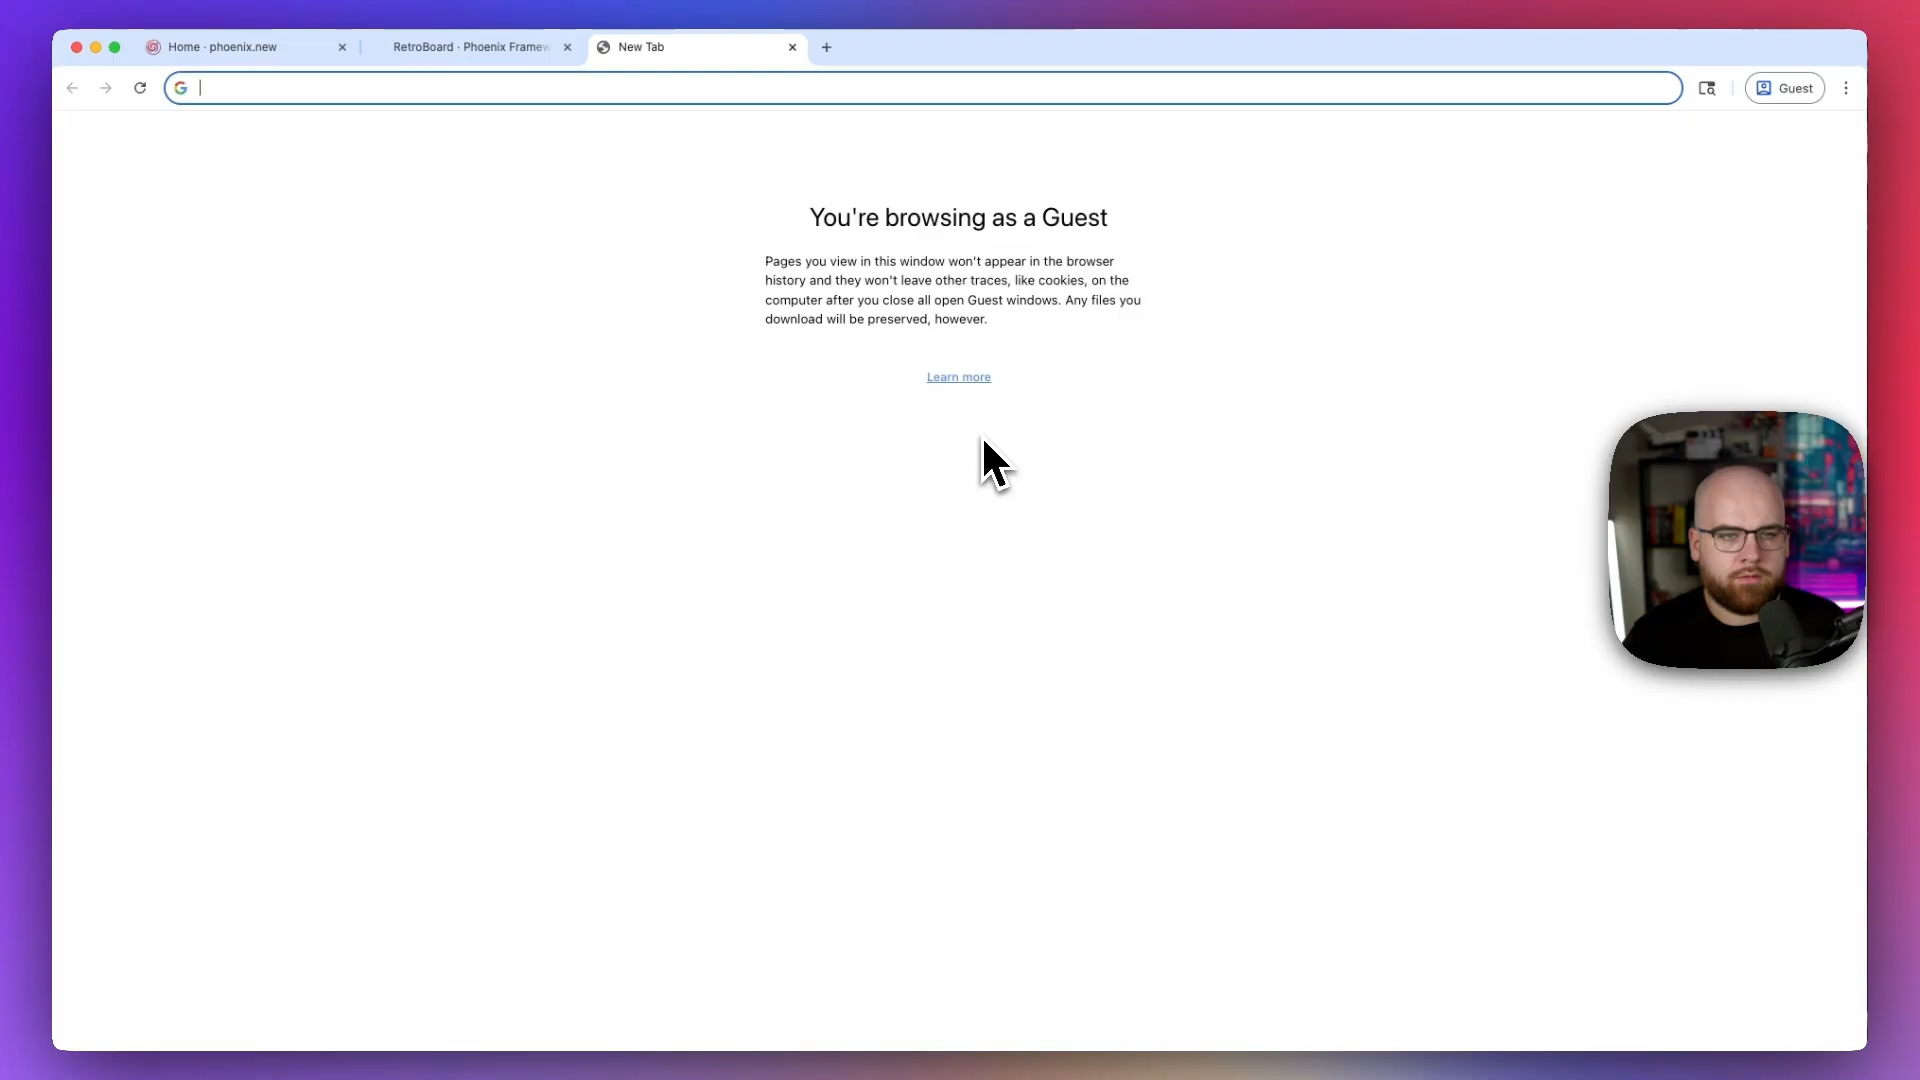 Home · phoenix.new
RetroBoard · Phoenix Framew
New Tab
Guest
You're browsing as a Guest
Pages you view in this window won't appear in the browser
history and they won't leave other traces, like cookies, on the
computer after you close all open Guest windows. Any files you
download will be preserved, however.
Learn more